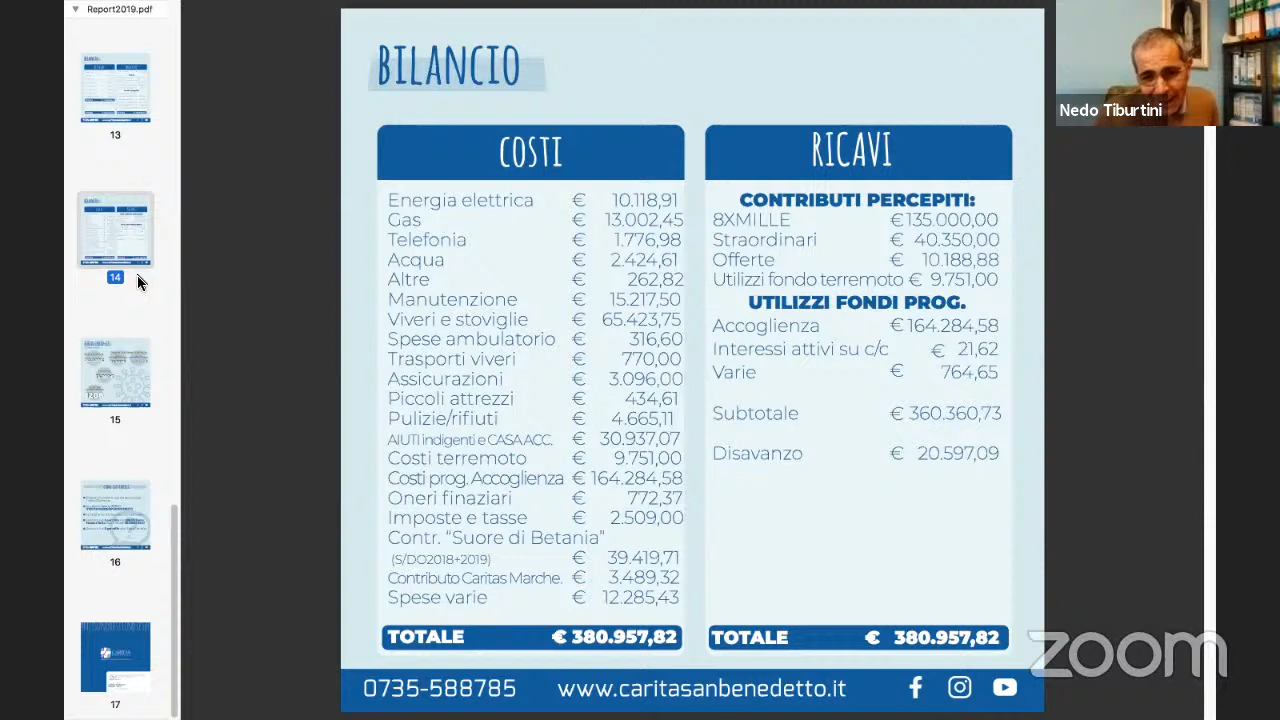 Report2019.pdf
13
14
15
16
17
BILANCIO
COSTI
Energia elettrica € 10.118,91
Gas € 13.002,45
Telefonia € 1.776,98
Acqua € 2.424,61
Altre € 262,82
Manutenzione € 15.217,50
Viveri e stoviglie € 65.423,75
Spese ambulatorio € 316,60
Trasporti viveri € 770,00
Assicurazioni € 3.096,00
Piccoli attrezzi € 434,61
Pulizie/rifiuti € 4.665,11
AIUTI indigenti e CASA ACC. € 30.937,07
Costi terremoto € 9.751,00
Costi prog. Accoglienza € 164.284,58
Oneri finaziari € 772,37
Imposte e tasse € 2.509,00
Contr. "Suore di Betania"
(S/DO2018+2019) € 39.419,71
Contributo Caritas Marche. € 3.489,32
Spese varie € 12.285,43
TOTALE € 380.957,82
RICAVI
CONTRIBUTI PERCEPITI:
8XMILLE € 135.000,00
Straordinari € 40.350,00
Offerte € 10.188,88
Utilizzi fondo terremoto € 9.751,00
UTILIZZI FONDI PROG.
Accoglienza € 164.284,58
Interessi attivi su c/c € 21,62
Varie € 764,65
Subtotale € 360.360,73
Disavanzo € 20.597,09
TOTALE € 380.957,82
0735-588785 www.caritasanbenedetto.it
Nedo Tiburtini
zoom